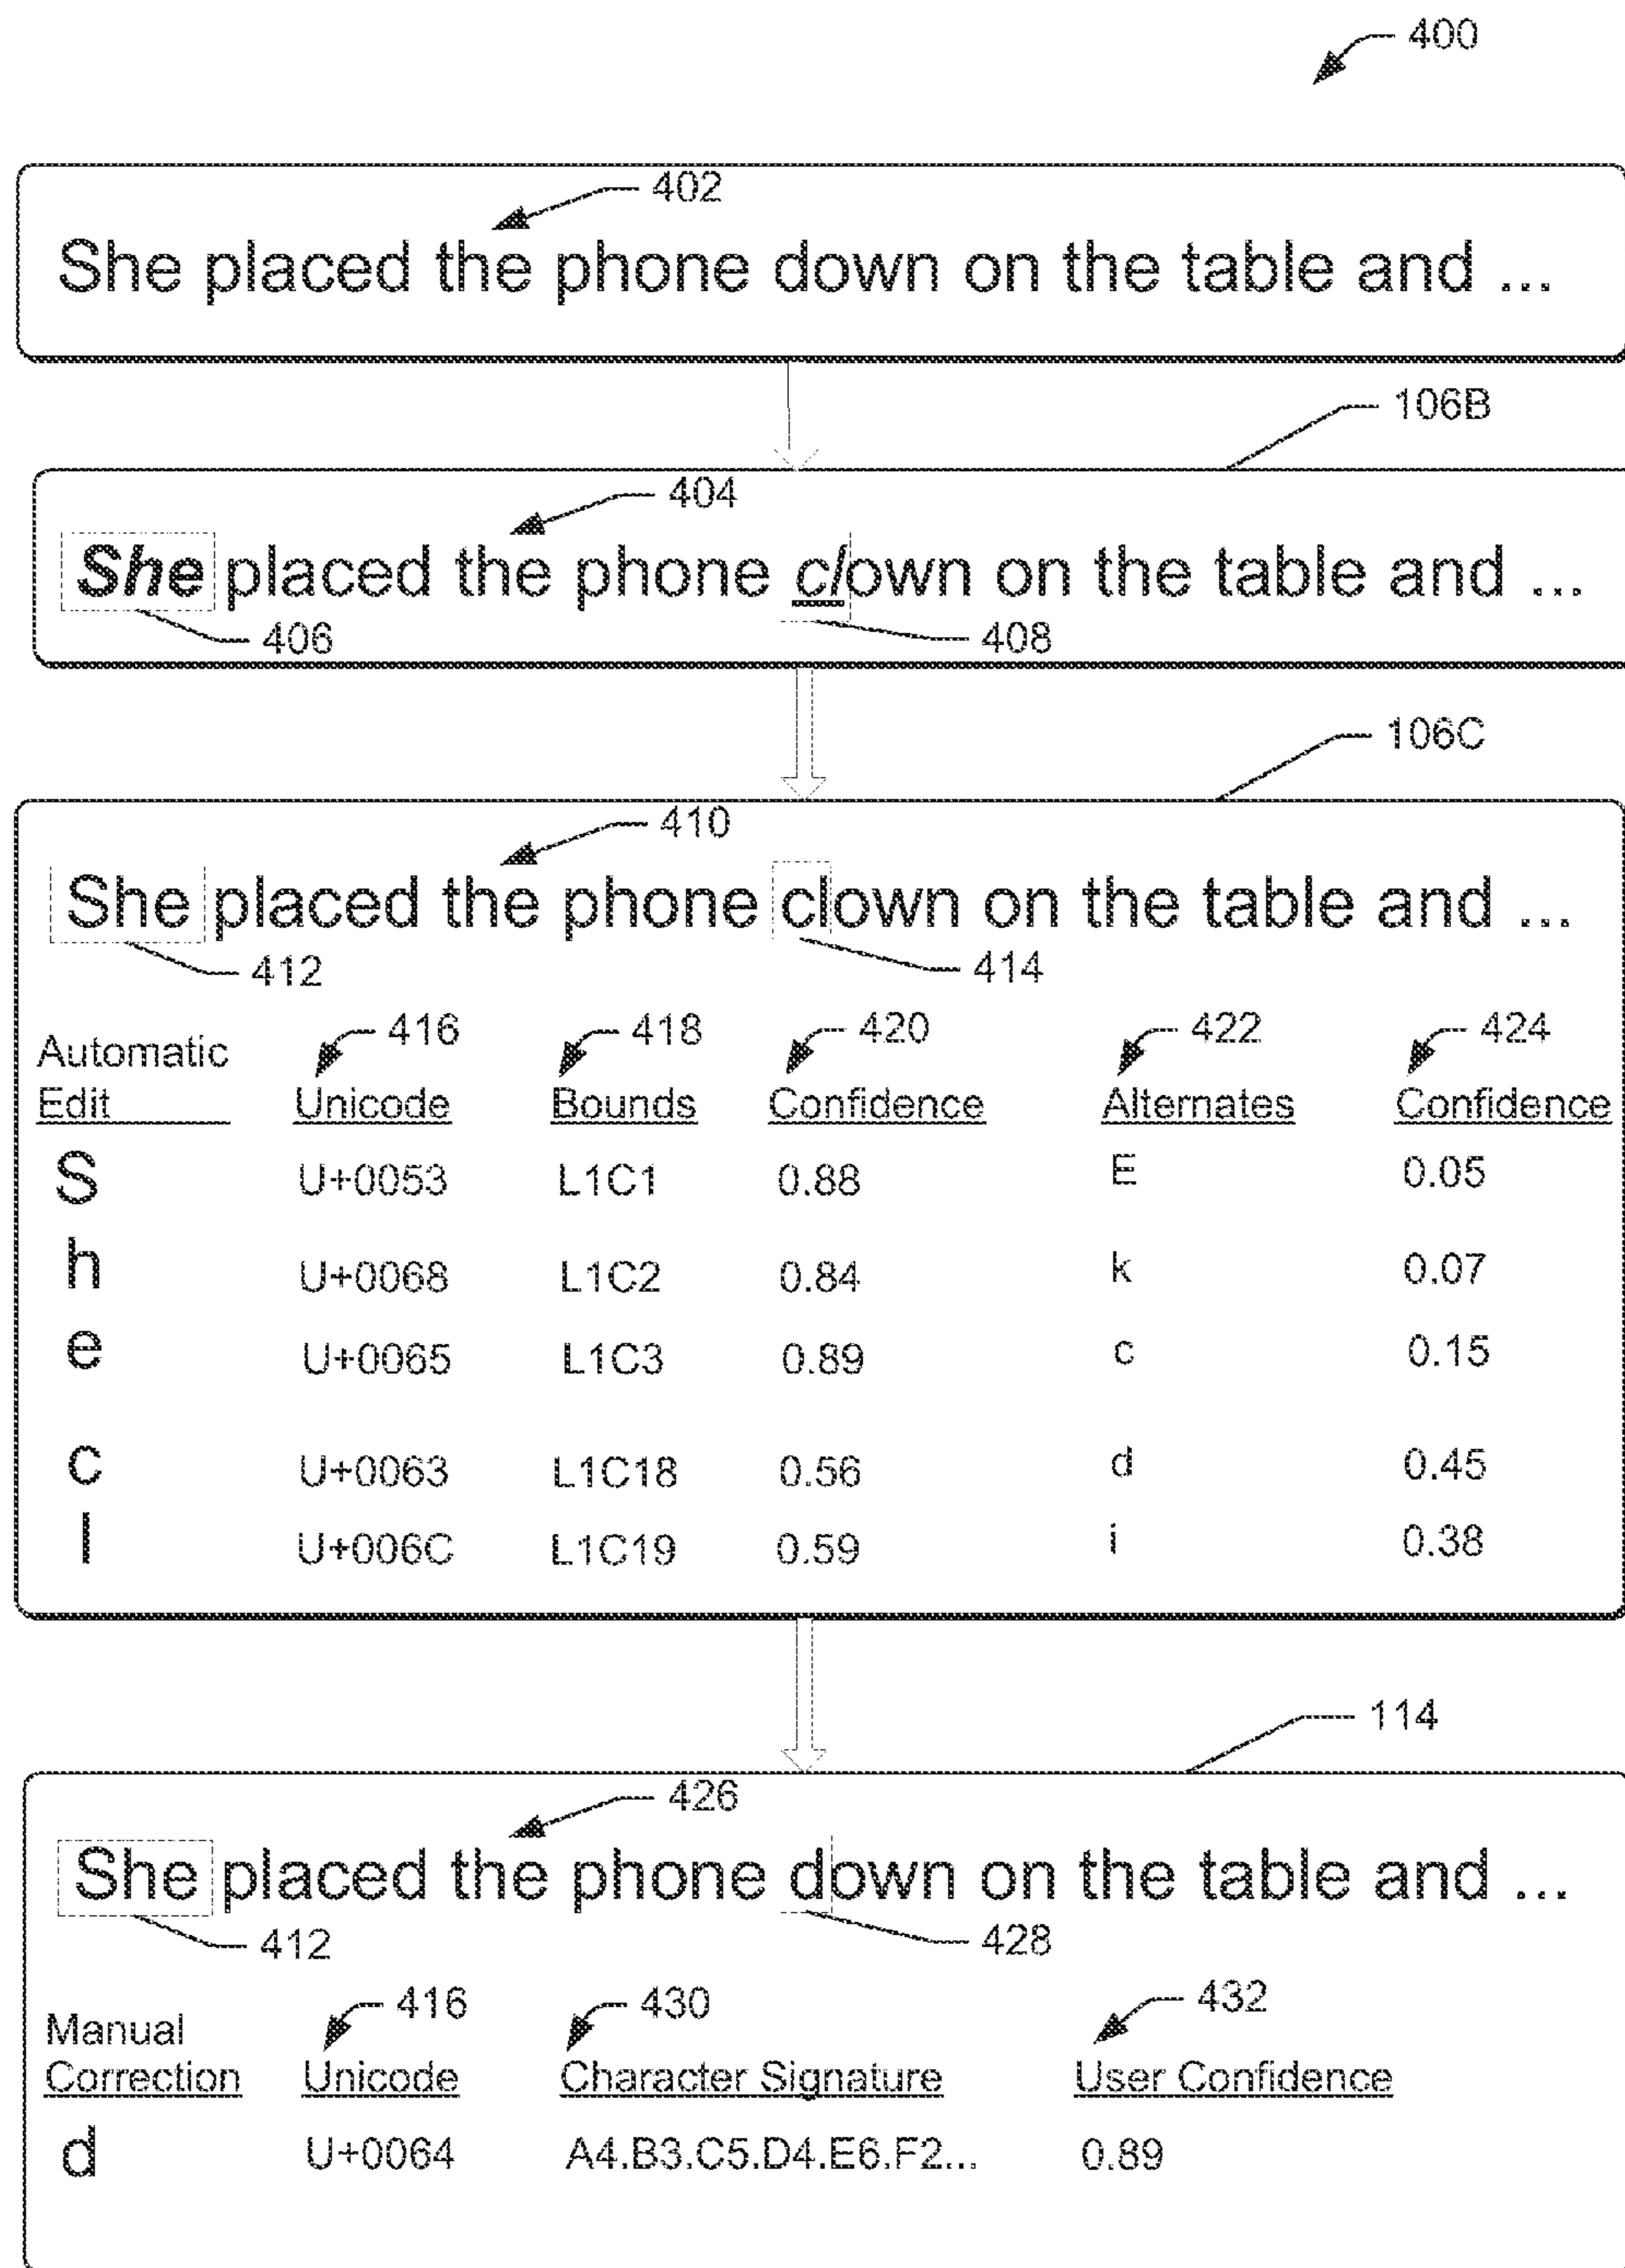 400
402
She placed the phone down on the table and ...
106B
404
She placed the phone clown on the table and ...
406 408
106C
410
She placed the phone clown on the table and ...
412 414
416 418 420 422 424
Automatic
Edit Unicode Bounds Confidence Alternates Confidence
S U+0053 L1C1 0.88 E 0.05
h U+0068 L1C2 0.84 k 0.07
e U+0065 L1C3 0.89 c 0.15
c U+0063 L1C18 0.56 d 0.45
l U+006C L1C19 0.59 i 0.38
114
426
She placed the phone down on the table and ...
412 428
416 430 432
Manual
Correction Unicode Character Signature User Confidence
d U+0064 A4.B3.C5.D4.E6.F2... 0.89